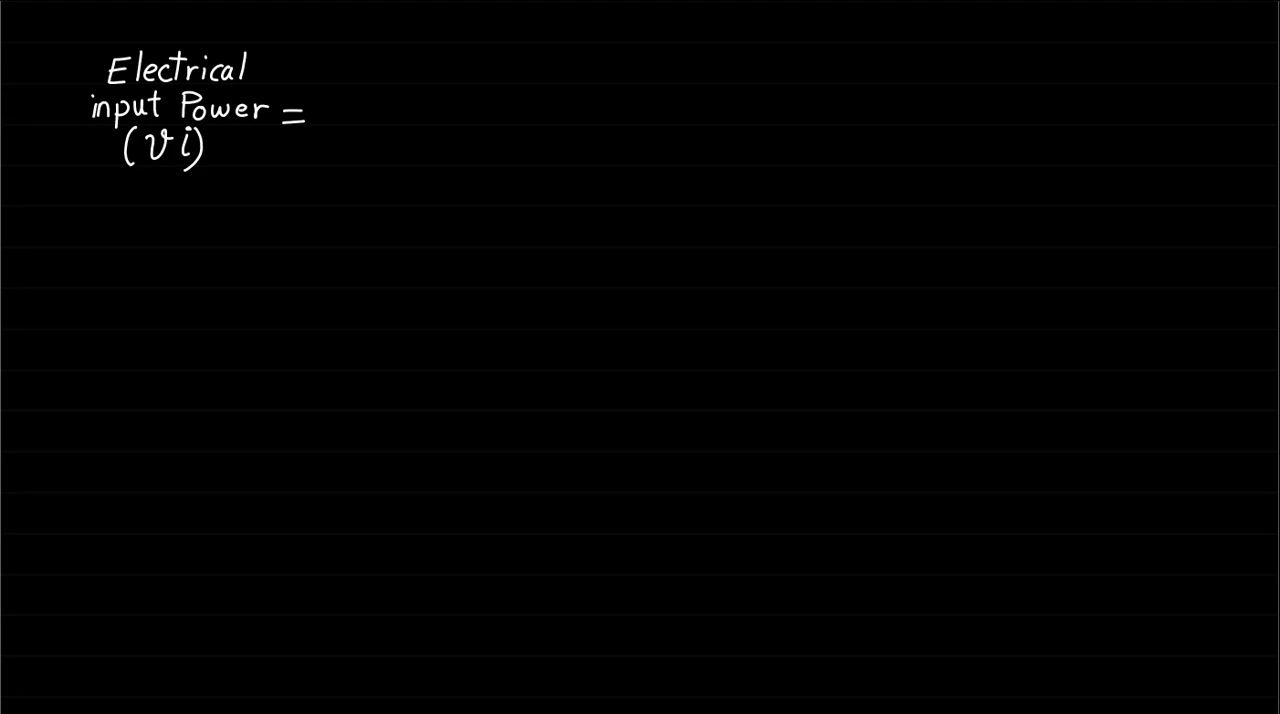 Electrical
input Power =
(vi)